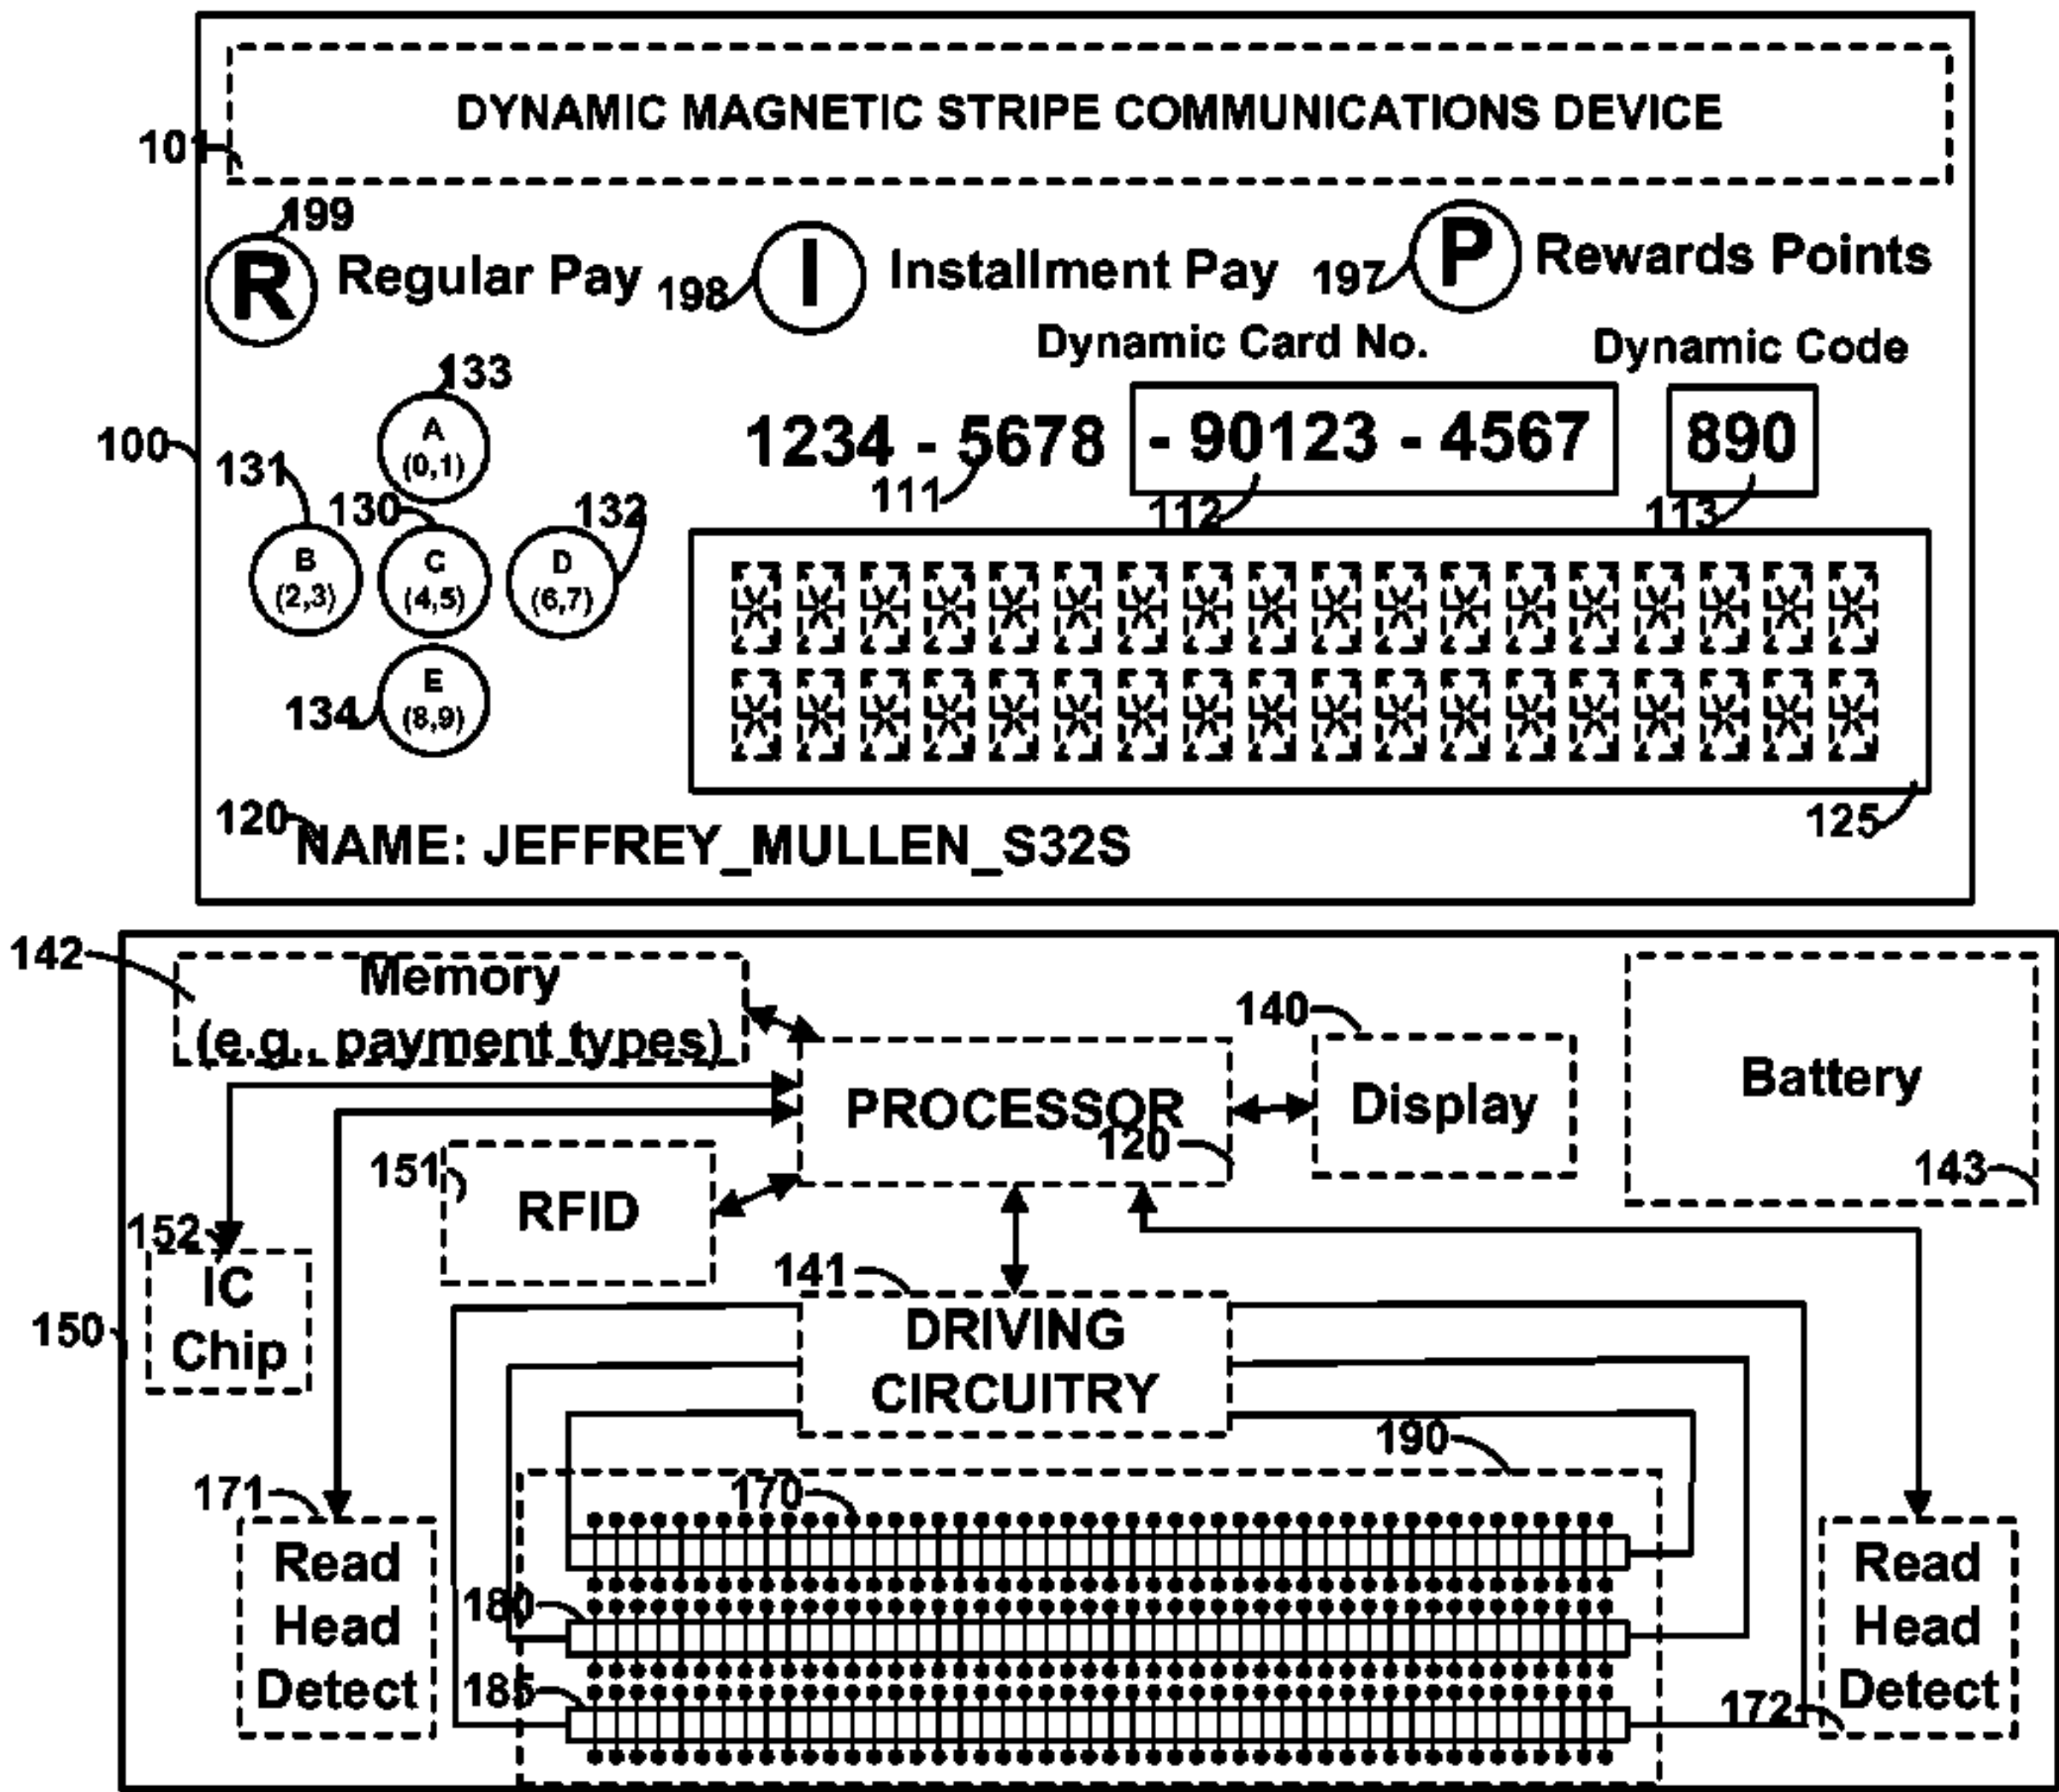 DYNAMIC MAGNETIC STRIPE COMMUNICATIONS DEVICE
101
199
R Regular Pay 198 I Installment Pay 197 P Rewards Points
Dynamic Card No. Dynamic Code
133
A
(0,1)
100
1234 - 5678 - 90123 - 4567 890
131
130
132
111
112
113
B
(2,3)
C
(4,5)
D
(6,7)
E
(8,9)
134
125
120
NAME: JEFFREY_MULLEN_S32S
142
Memory
(e.g., payment types)
140
PROCESSOR
120
Display
Battery
143
151
RFID
152
IC
Chip
150
141
DRIVING
CIRCUITRY
190
171
170
Read
Head
Detect
180
185
Read
Head
Detect
172